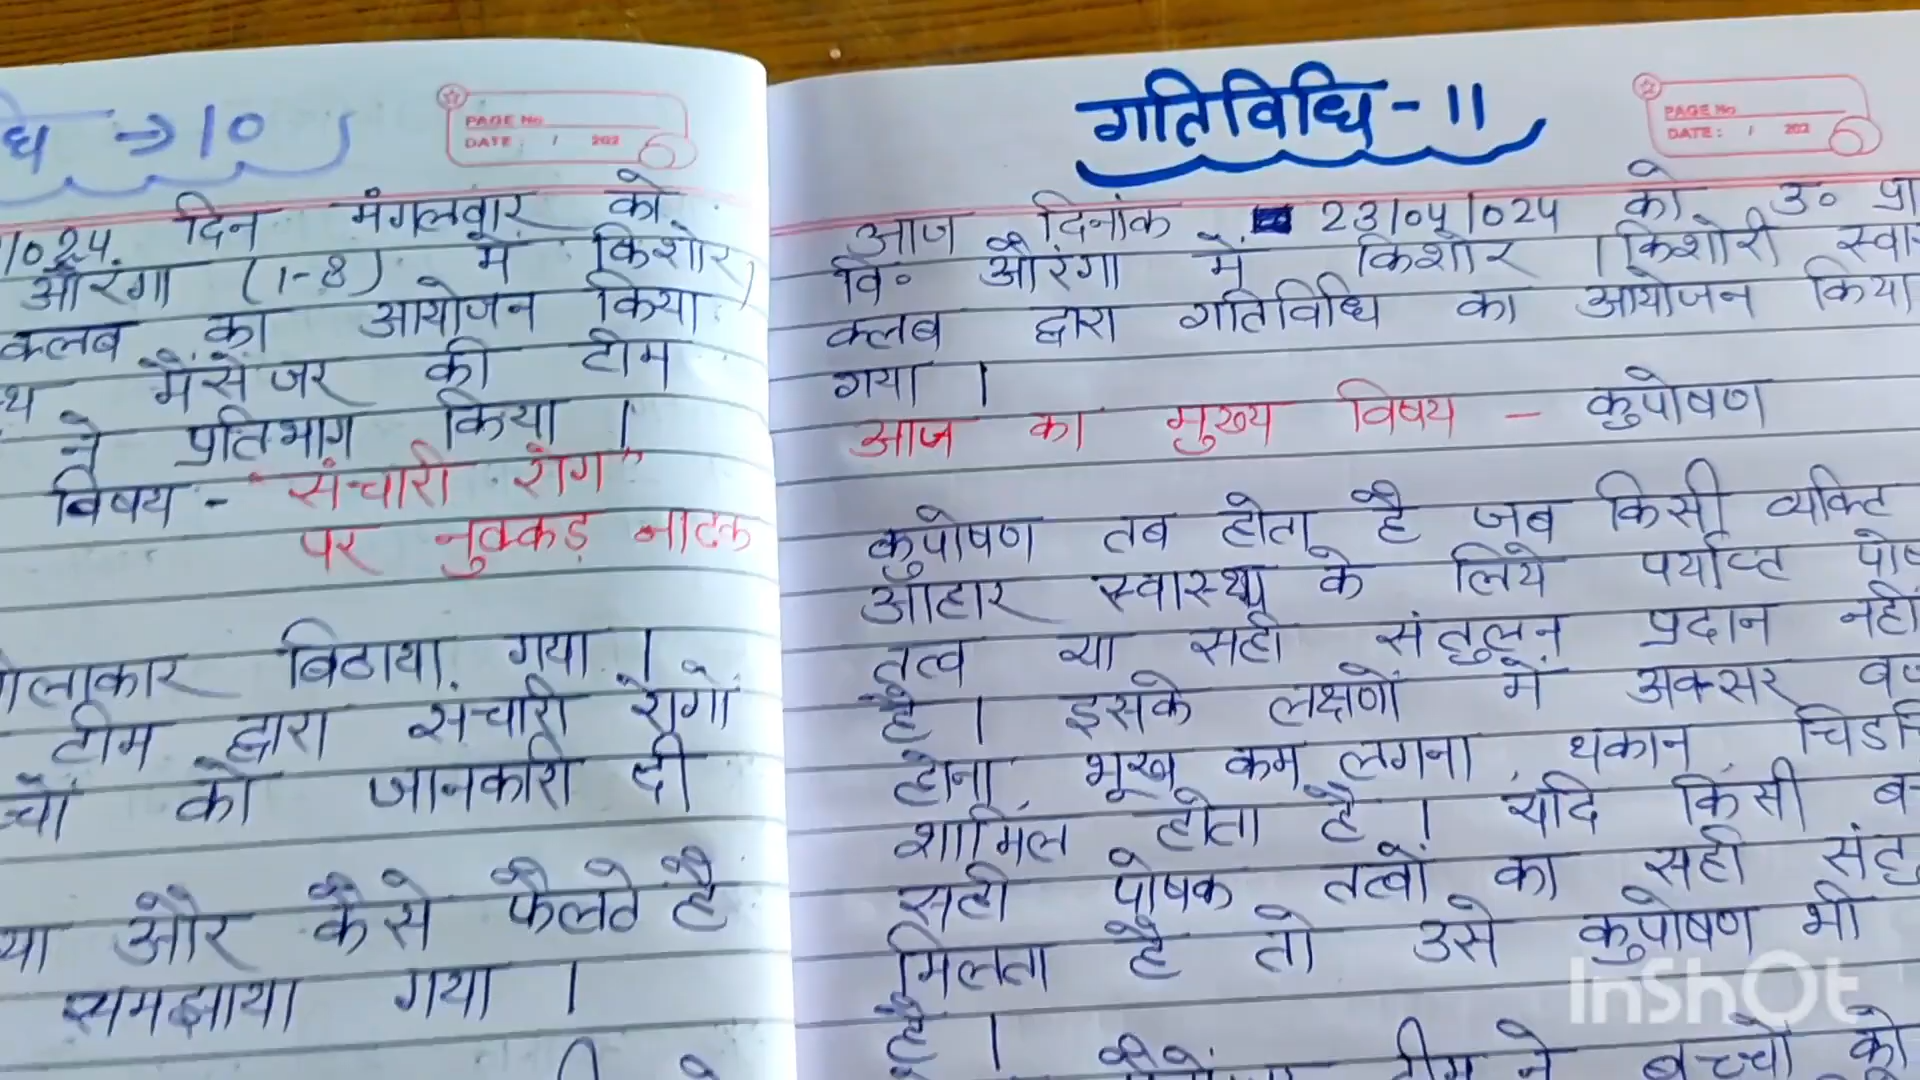 → 10
PAGE No
DATE : / 202
/024 दिन मंगलवार को
औरंगा (1-8) में किशोर/
क्लब का आयोजन किया
मैसेंजर की टीम
ने प्रतिभाग किया ।
विषय - "संचारी रोग"
पर नुक्कड़ नाटक
बिठाया गया ।
टीम द्वारा संचारी रोगों
को जानकारी दी
और कैसे फैलते है
समझाया गया ।
गतिविधि - 11
PAGE No
DATE : / 202
आज दिनांक 23/04/024 को उ० प्रा
वि० औरंगा में किशोर / किशोरी
क्लब द्वारा गतिविधि का आयोजन किया
गया ।
आज का मुख्य विषय - कुपोषण
कुपोषण तब होता है जब किसी व्यक्ति
आहार स्वास्थ्य के लिये पर्याप्त
तत्व या सही संतुलन प्रदान नहीं
है । इसके लक्षणों में अक्सर
होना, भूख कम लगना, थकान,
शामिल होता है । यदि किसी
सही पोषक तत्वों का सही
मिलता है तो उसे कुपोषण भी
है ।
टीम ने बच्चों को
InShOt